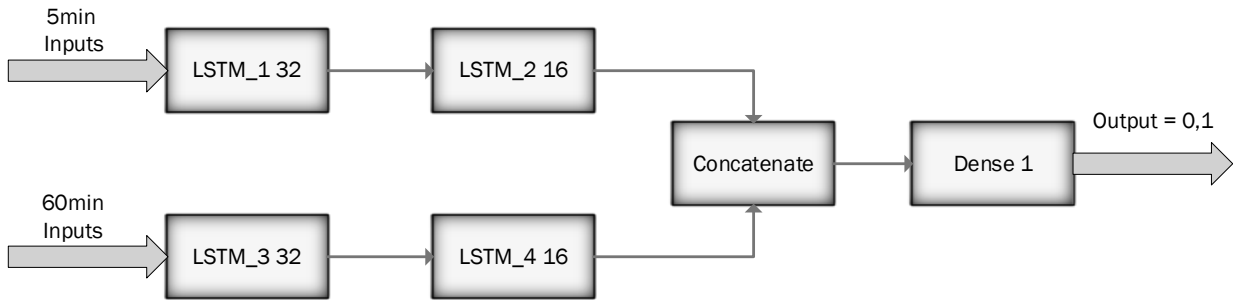 5min
Inputs
LSTM_1 32
LSTM_2 16
Concatenate
Dense 1
Output = 0,1
60min
Inputs
LSTM_3 32
LSTM_4 16